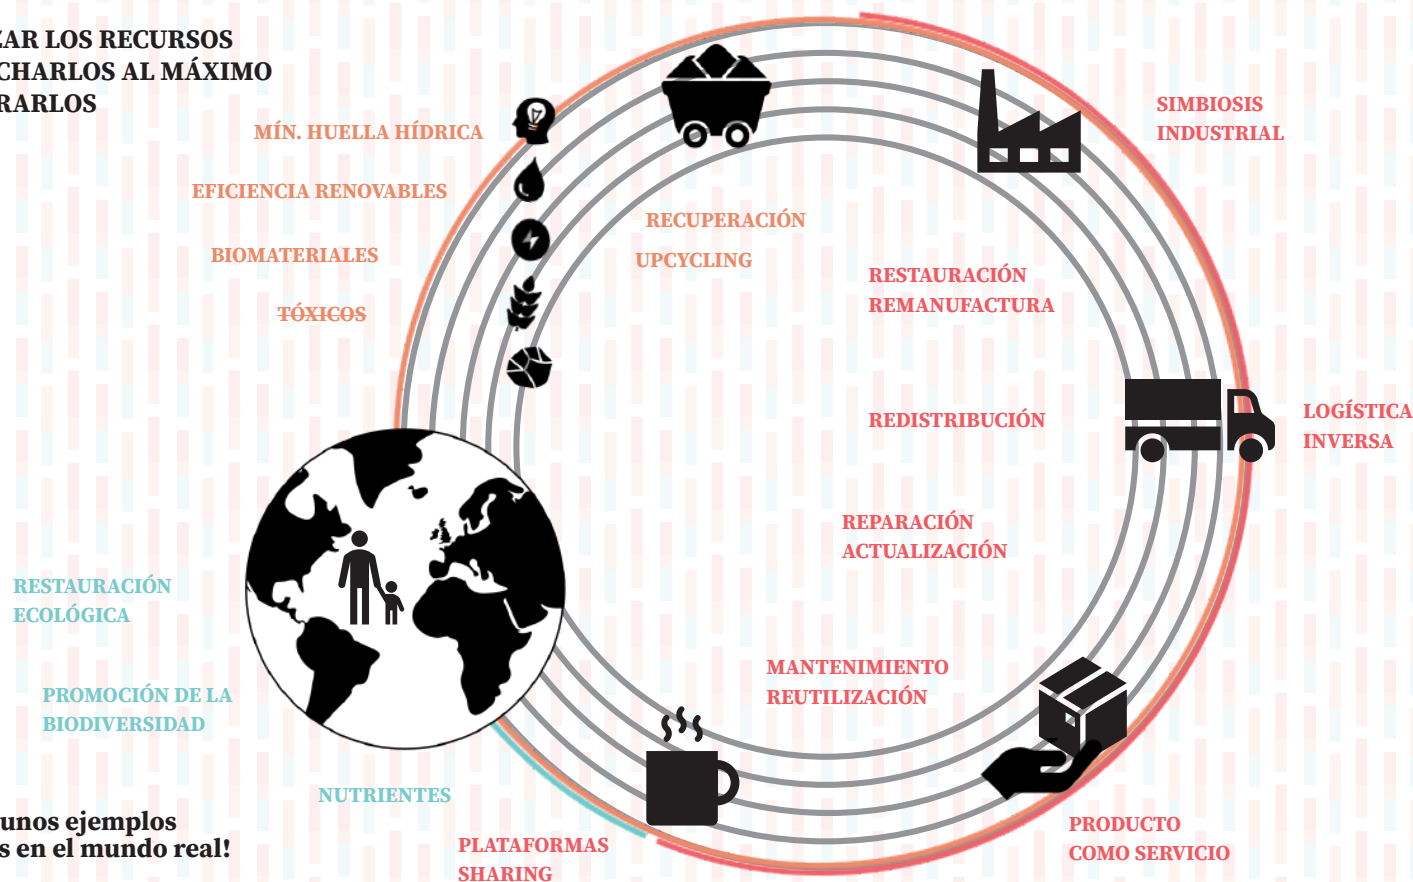 ZAR LOS RECURSOS
CHARLOS AL MÁXIMO
RARLOS
MÍN. HUELLA HÍDRICA
EFICIENCIA RENOVABLES
BIOMATERIALES
TÓXICOS
RECUPERACIÓN
UPCYCLING
SIMBIOSIS
INDUSTRIAL
RESTAURACIÓN
REMANUFACTURA
REDISTRIBUCIÓN
LOGÍSTICA
INVERSA
REPARACIÓN
ACTUALIZACIÓN
MANTENIMIENTO
REUTILIZACIÓN
RESTAURACIÓN
ECOLÓGICA
PROMOCIÓN DE LA
BIODIVERSIDAD
NUTRIENTES
PLATAFORMAS
SHARING
PRODUCTO
COMO SERVICIO
unos ejemplos
s en el mundo real!